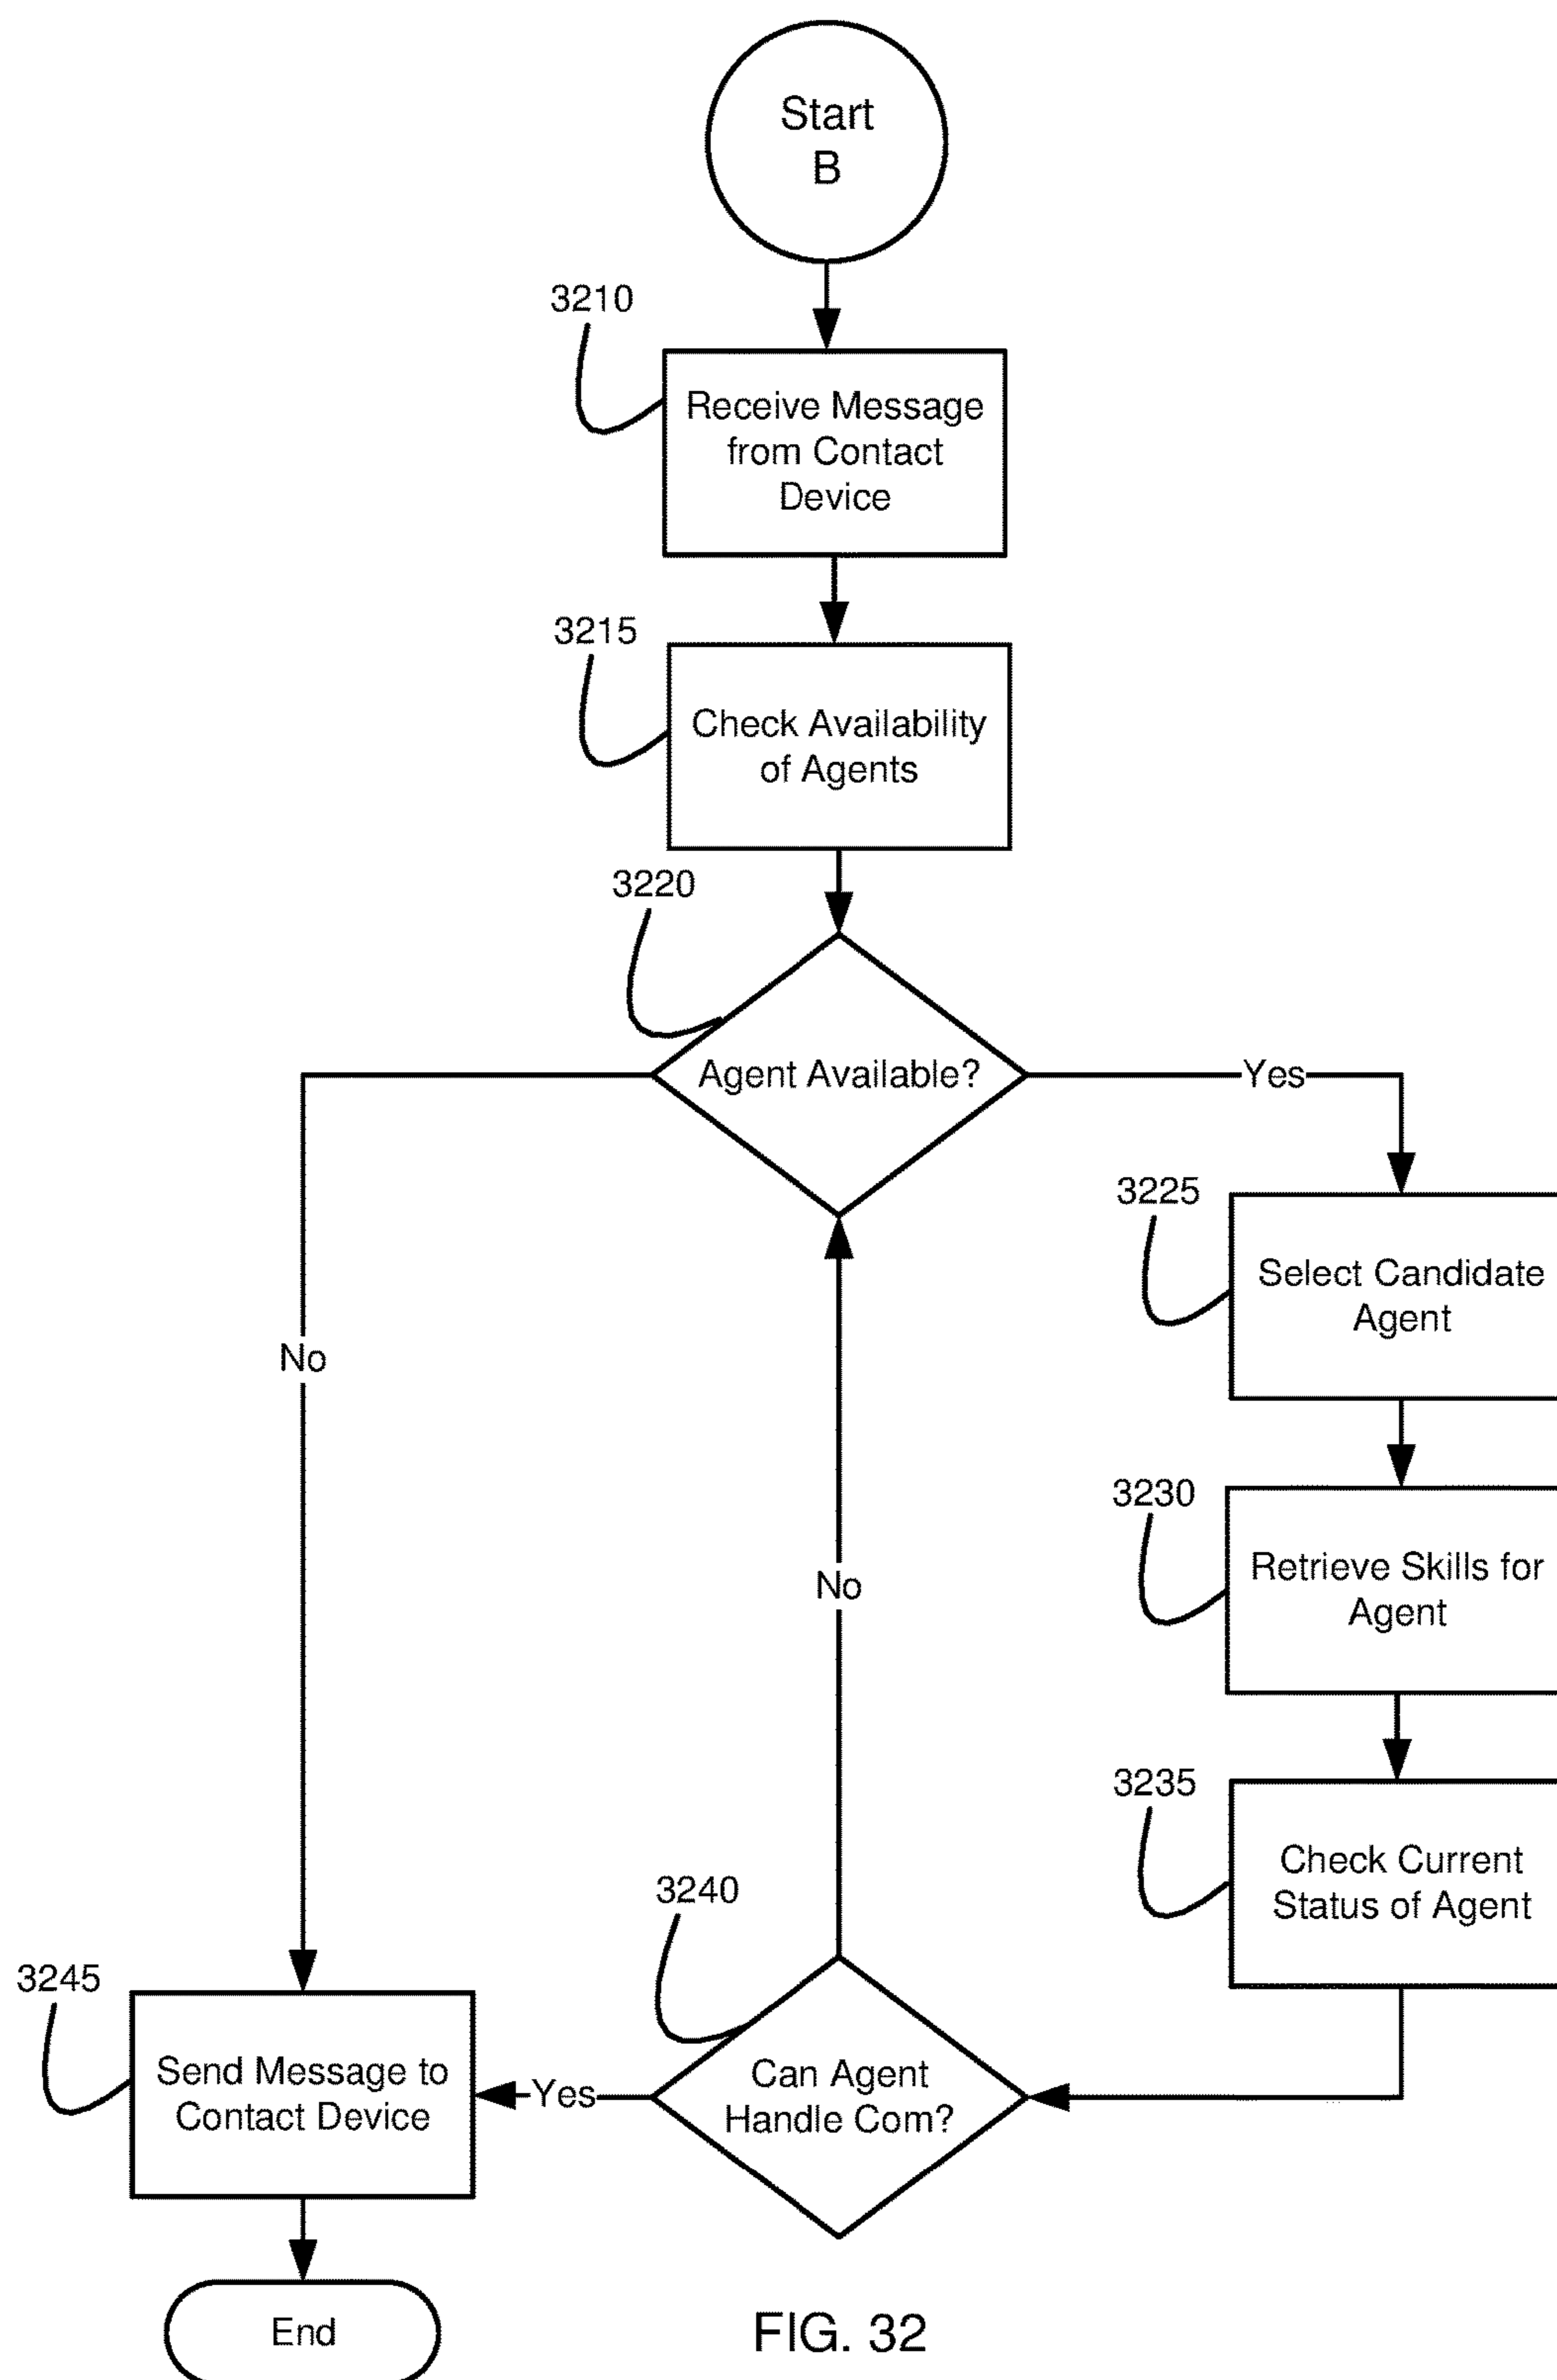 Start
B
3210
Receive Message
from Contact
Device
3215
Check Availability
of Agents
3220
Agent Available?
Yes
3225
Select Candidate
Agent
No
3230
Retrieve Skills for
Agent
No
3235
Check Current
Status of Agent
3240
3245
Send Message to
Contact Device
Yes
Can Agent
Handle Com?
End
FIG. 32